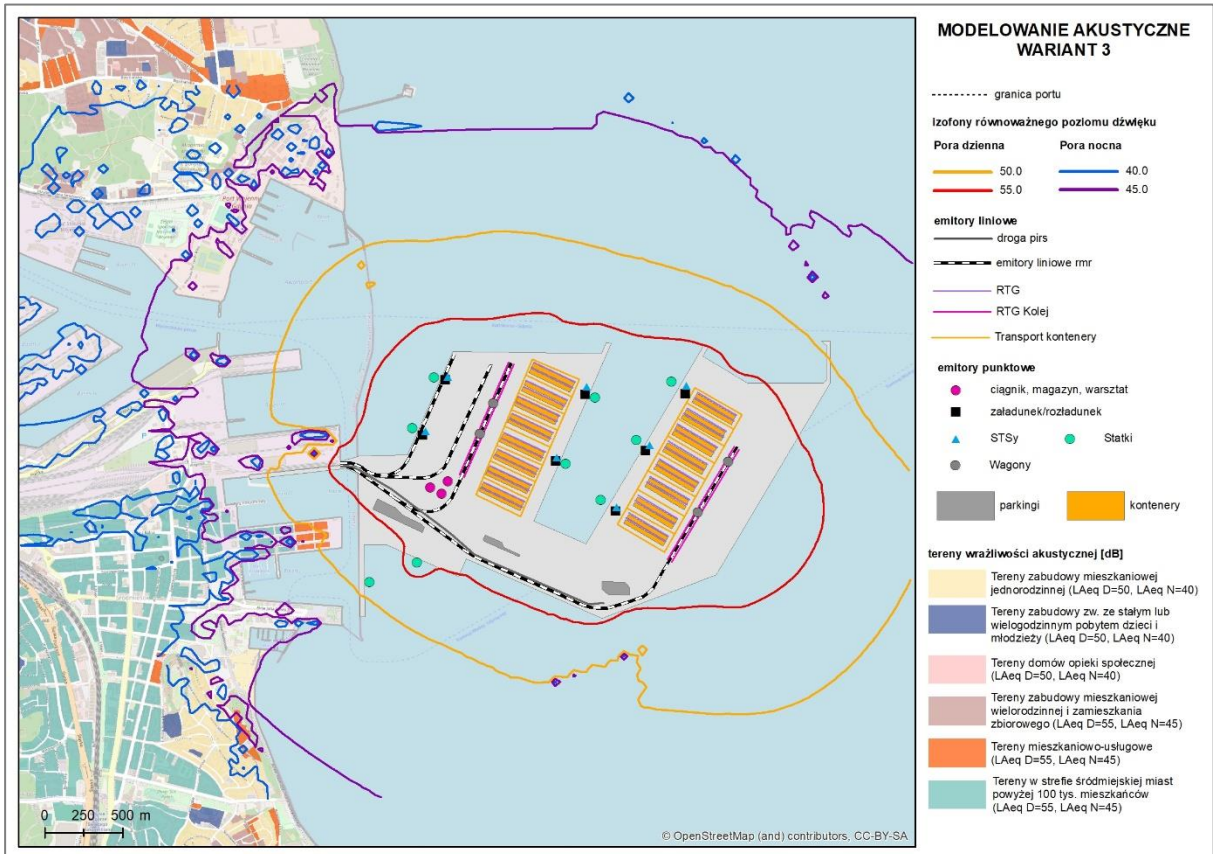 MODELOWANIE AKUSTYCZNE
WARIANT 3
granica portu
izofony równoważnego poziomu dźwięku
Pora dzienna Pora nocna
50.0 40.0
55.0 45.0
emitory liniowe
droga pirs
emitory liniowe rmr
RTG
RTG Kolej
Transport kontenery
emitory punktowe
ciągnik, magazyn, warsztat
załadunek/rozładunek
STSy Statki
Wagony
parkingi kontenery
tereny wrażliwości akustycznej [dB]
Tereny zabudowy mieszkaniowej
jednorodzinnej (LAeq D=50, LAeq N=40)
Tereny zabudowy zw. ze stałym lub
wielogodzinnym pobytem dzieci i
młodzieży (LAeq D=50, LAeq N=40)
Tereny domów opieki społecznej
(LAeq D=50, LAeq N=40)
Tereny zabudowy mieszkaniowej
wielorodzinnej i zamieszkania
zbiorowego (LAeq D=55, LAeq N=45)
Tereny mieszkaniowo-usługowe
(LAeq D=55, LAeq N=45)
Tereny w strefie śródmiejskiej miast
powyżej 100 tys. mieszkańców
(LAeq D=55, LAeq N=45)
0 250 500 m
© OpenStreetMap (and) contributors, CC-BY-SA